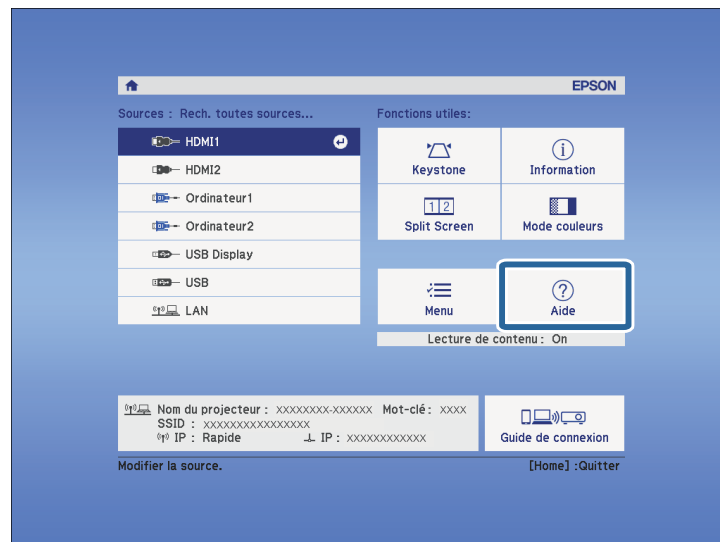 EPSON
Sources : Rech. toutes sources...
HDMI1
HDMI2
Ordinateur1
Ordinateur2
USB Display
USB
LAN
Fonctions utiles:
Keystone
Information
1 2
Split Screen
Mode couleurs
Menu
? Aide
Lecture de contenu : On
Nom du projecteur : XXXXXXXX-XXXXXX Mot-clé : XXXX
SSID : XXXXXXXXXXXXXXXX
IP : Rapide IP : XXXXXXXXXXXX
Guide de connexion
Modifier la source.
[Home] :Quitter